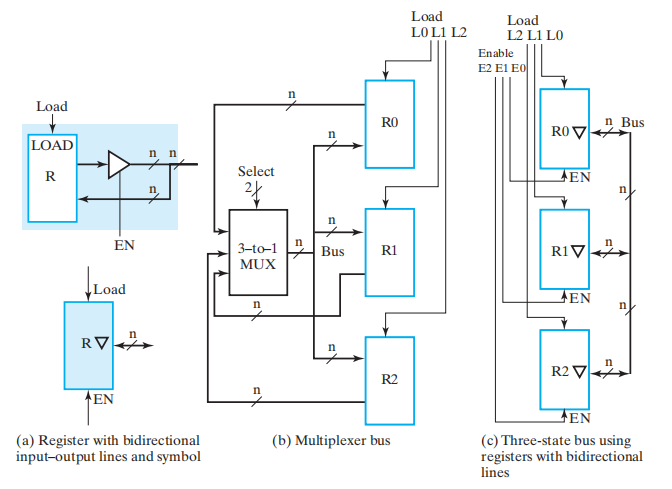 Load
LOAD
R
n
n
n
EN
Load
R
n
EN
(a) Register with bidirectional
input–output lines and symbol
Load
L0 L1 L2
n
R0
n
Select
2
3–to–1
MUX
n
Bus
n
R1
n
n
R2
n
(b) Multiplexer bus
Load
L2 L1 L0
Enable
E2 E1 E0
R0
n
Bus
EN
n
R1
n
EN
n
R2
n
EN
(c) Three-state bus using
registers with bidirectional
lines